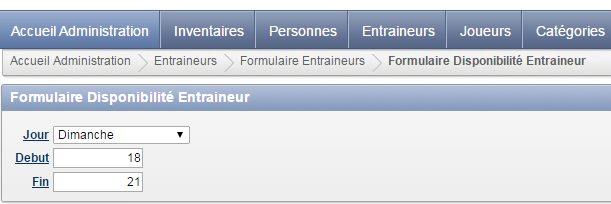 Accueil Administration Inventaires Personnes Entraineurs Joueurs Catégories
Accueil Administration Entraineurs Formulaire Entraineurs Formulaire Disponibilité Entraineur
Formulaire Disponibilité Entraineur
Jour Dimanche
Debut 18
Fin 21